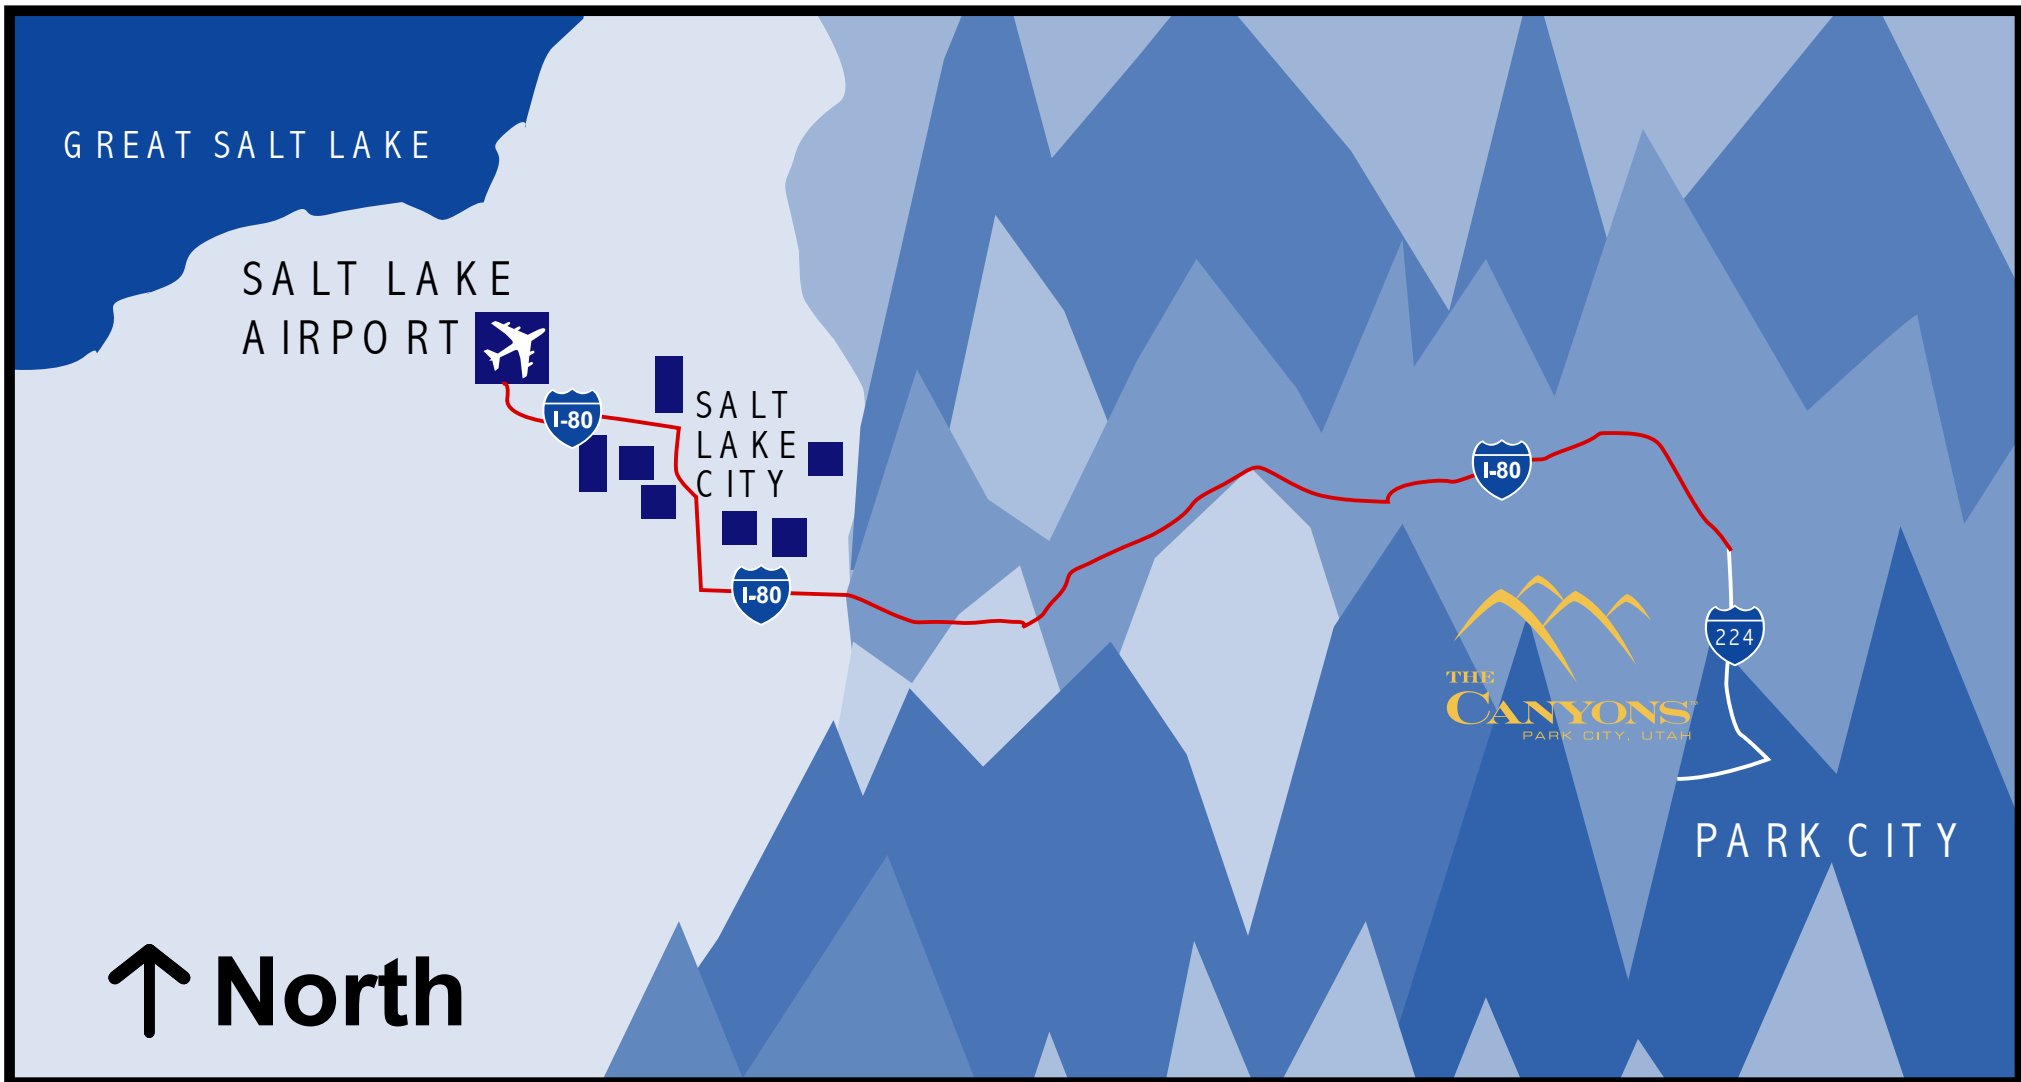 GREAT SALT LAKE
SALT LAKE
AIRPORT
I-80
SALT
LAKE
CITY
I-80
I-80
224
THE
CANYONS™
PARK CITY, UTAH
PARK CITY
North